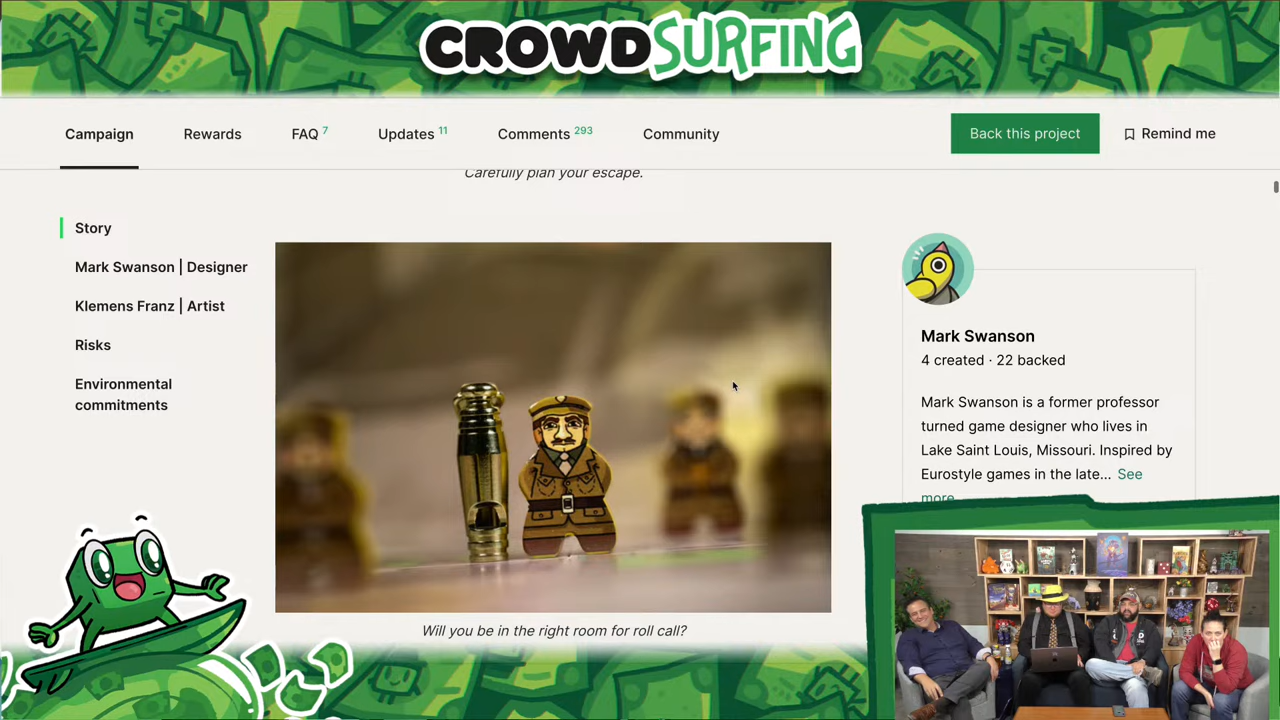 CROWDSURFING
Campaign
Rewards
FAQ 7
Updates 11
Comments 293
Community
Back this project
Remind me
Carefully plan your escape.
Story
Mark Swanson | Designer
Klemens Franz | Artist
Risks
Environmental
commitments
Will you be in the right room for roll call?
Mark Swanson
4 created · 22 backed
Mark Swanson is a former professor
turned game designer who lives in
Lake Saint Louis, Missouri. Inspired by
Eurostyle games in the late... See
more